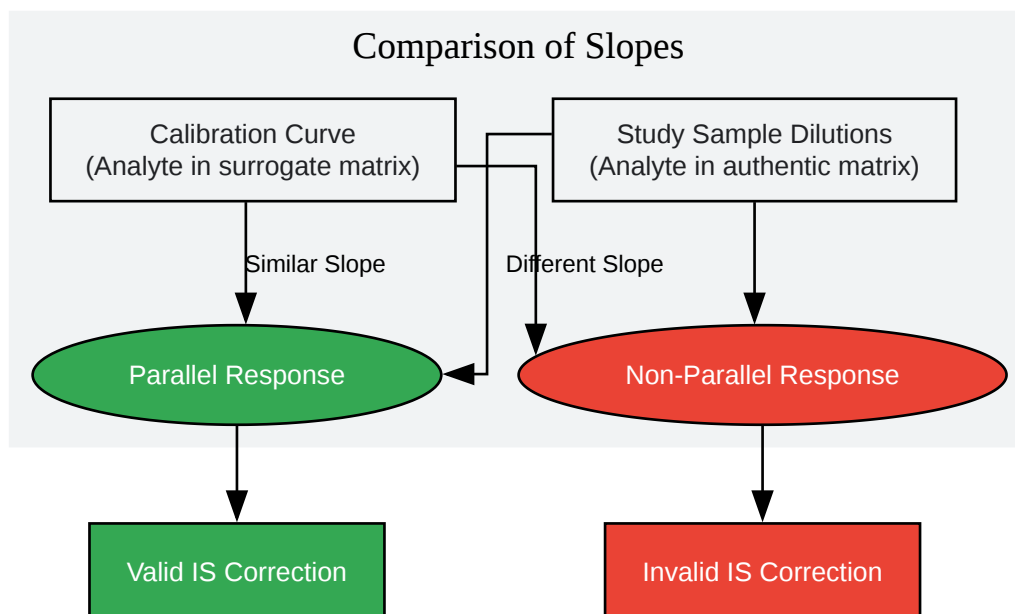 Comparison of Slopes
Calibration Curve
(Analyte in surrogate matrix)
Study Sample Dilutions
(Analyte in authentic matrix)
Similar Slope
Different Slope
Parallel Response
Non-Parallel Response
Valid IS Correction
Invalid IS Correction